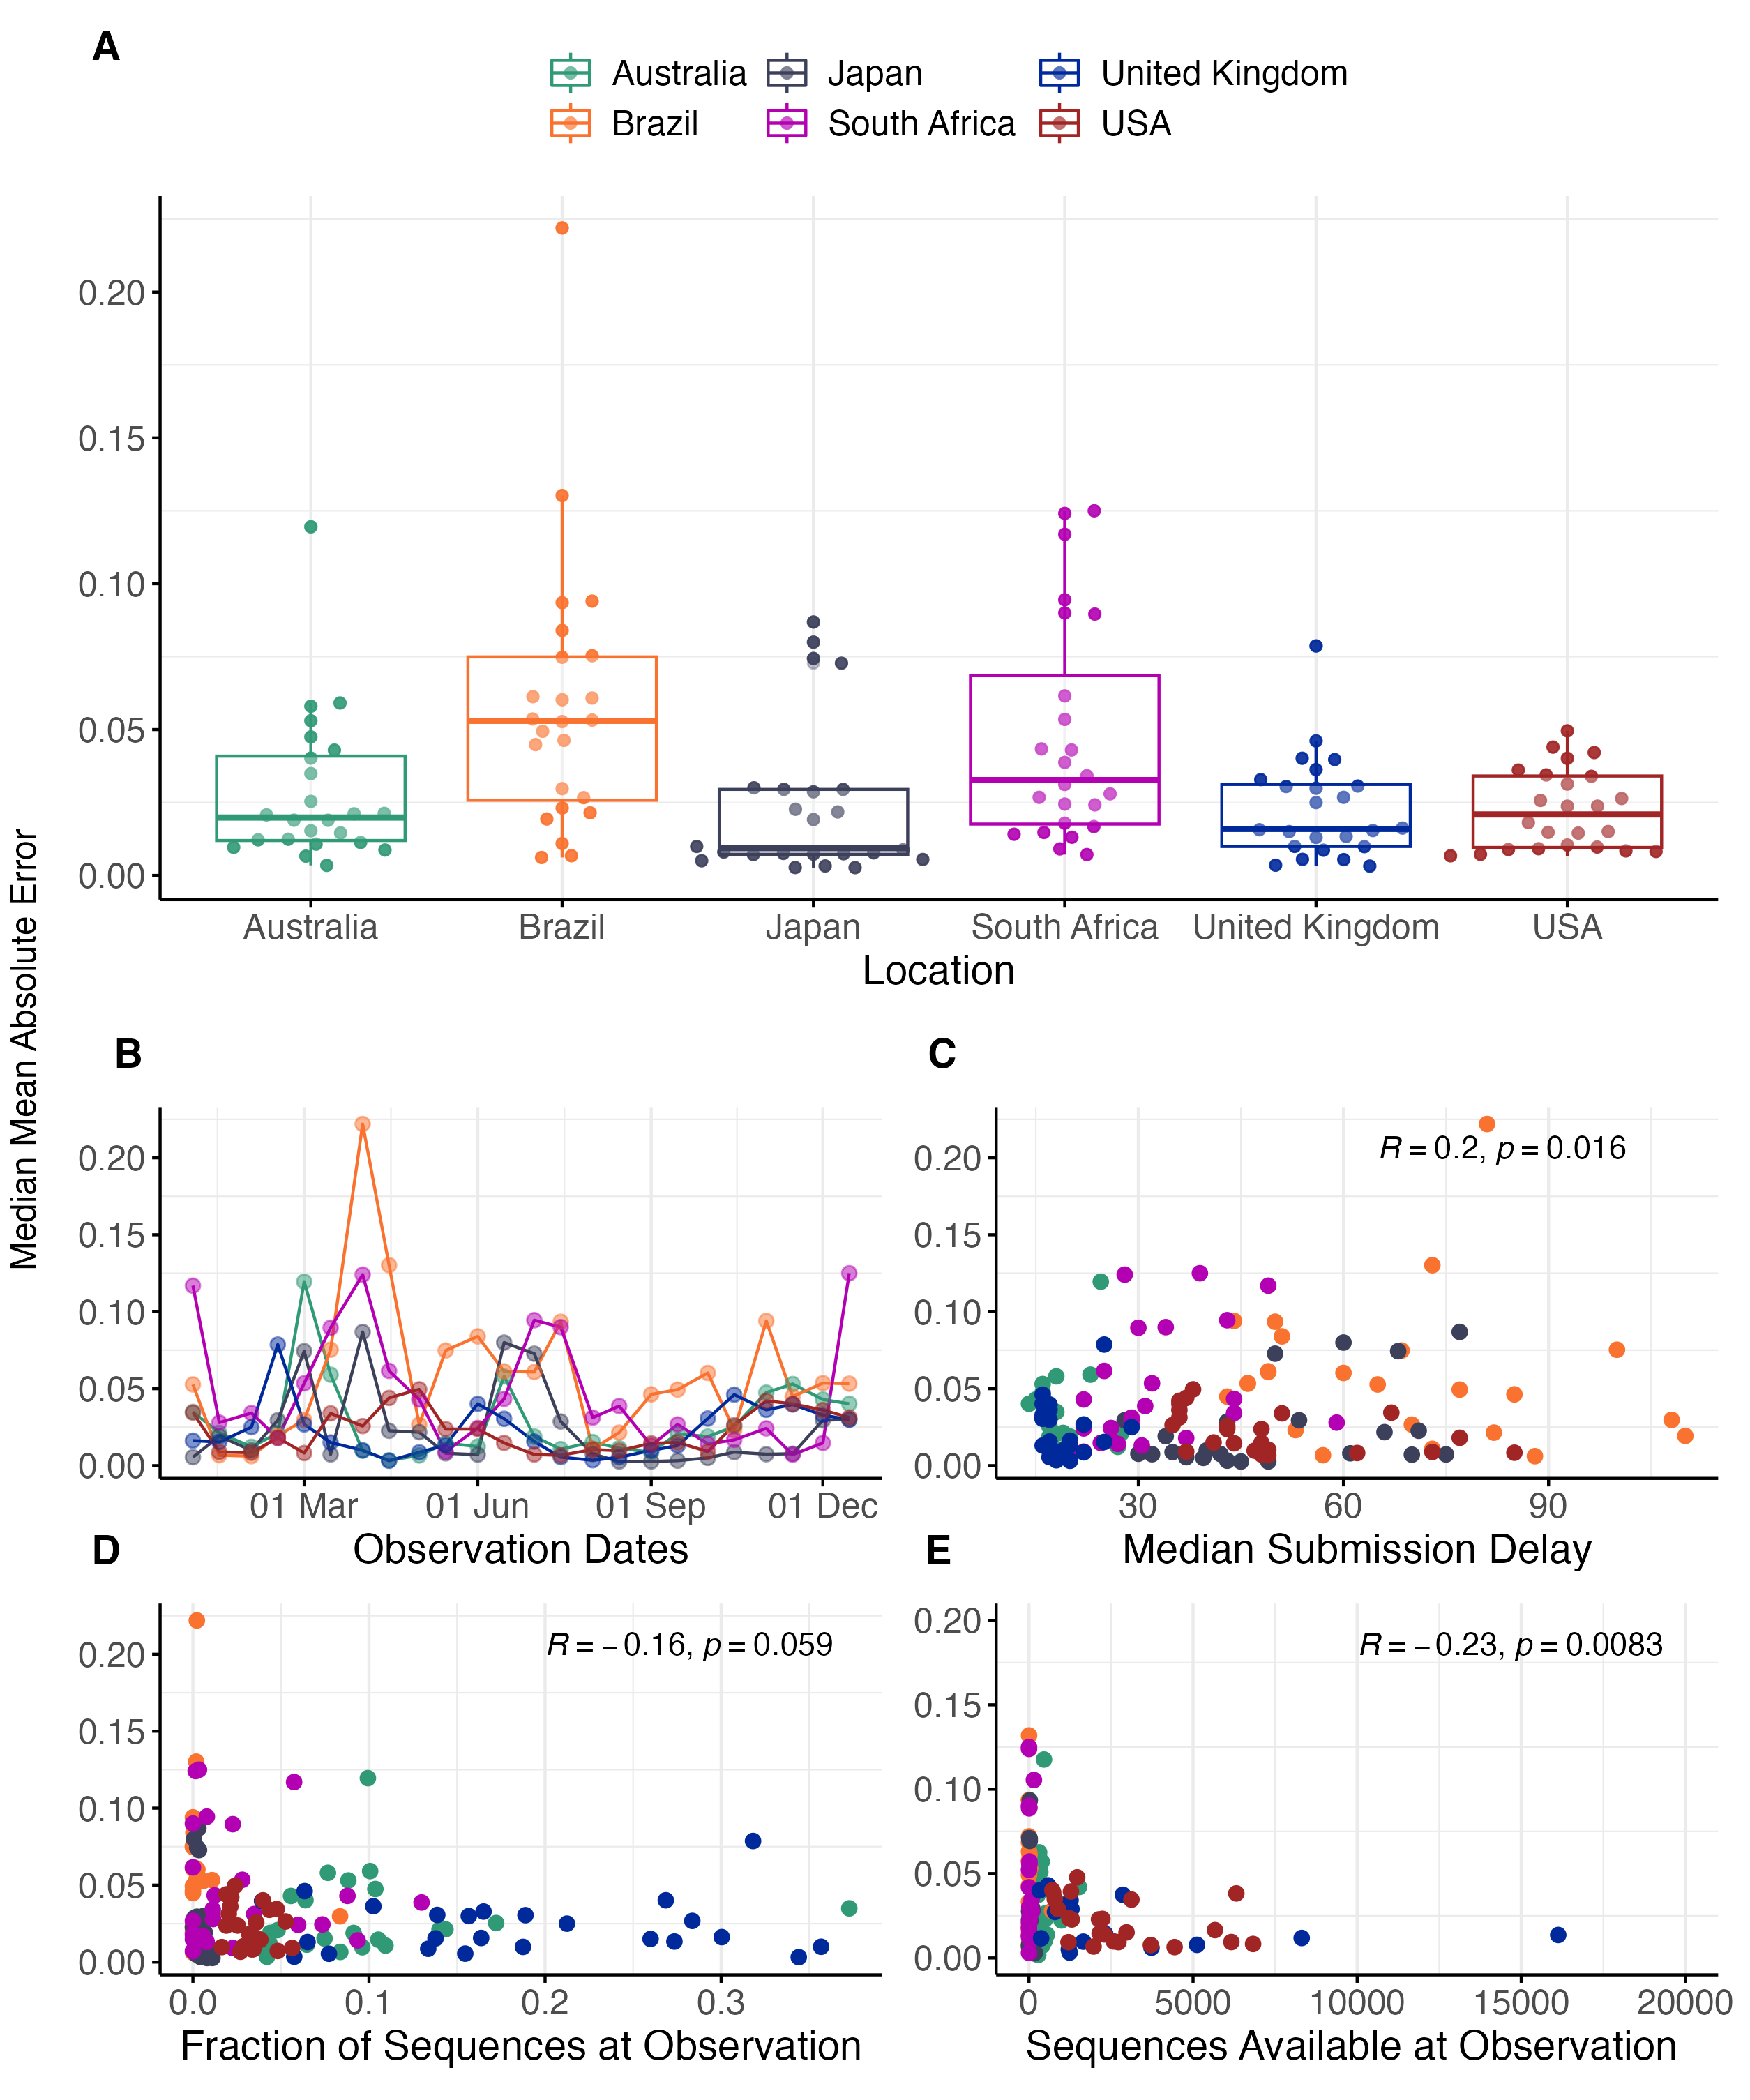 A
Australia
Japan
United Kingdom
Brazil
South Africa
USA
Median Mean Absolute Error
0.20
0.15
0.10
0.05
0.00
Australia
Brazil
Japan
South Africa
United Kingdom
USA
Location
B
0.20
0.15
0.10
0.05
0.00
01 Mar
01 Jun
01 Sep
01 Dec
Observation Dates
C
R = 0.2, p = 0.016
0.20
0.15
0.10
0.05
0.00
30
60
90
Median Submission Delay
D
R = − 0.16, p = 0.059
0.20
0.15
0.10
0.05
0.00
0.0
0.1
0.2
0.3
Fraction of Sequences at Observation
E
R = − 0.23, p = 0.0083
0.20
0.15
0.10
0.05
0.00
0
5000
10000
15000
20000
Sequences Available at Observation